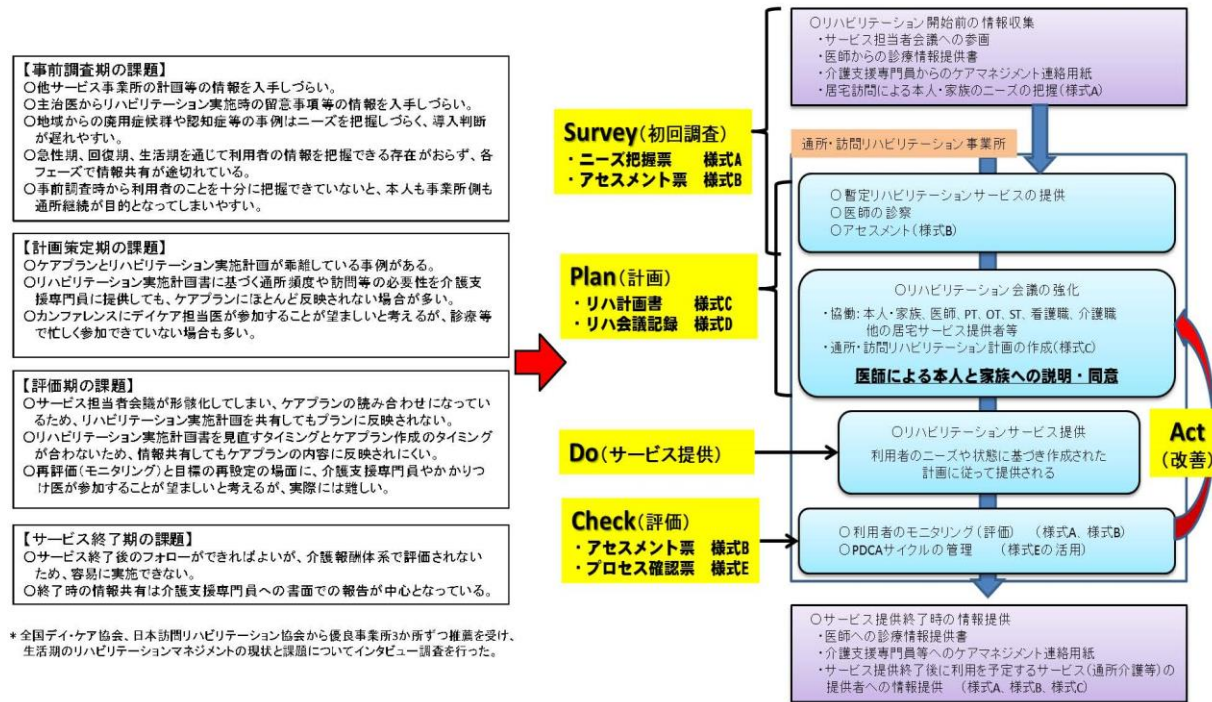 【事前調査期の課題】
○他サービス事業所の計画等の情報を入手しづらい。
○主治医からリハビリテーション実施時の留意事項等の情報を入手しづらい。
○地域からの廃用症候群や認知症等の事例はニーズを把握しづらく、導入判断
が遅れやすい。
○急性期、回復期、生活期を通じて利用者の情報を把握できる存在がおらず、各
フェーズで情報共有が途切れている。
○事前調査時から利用者のことを十分に把握できていないと、本人も事業所側も
通所継続が目的となってしまいやすい。
【計画策定期の課題】
○ケアプランとリハビリテーション実施計画が乖離している事例がある。
○リハビリテーション実施計画書に基づく通所頻度や訪問等の必要性を介護支
援専門員に提供しても、ケアプランにほとんど反映されない場合が多い。
○カンファレンスにデイケア担当医が参加することが望ましいと考えるが、診療等
で忙しく参加できていない場合も多い。
【評価期の課題】
○サービス担当者会議が形骸化してしまい、ケアプランの読み合わせになってい
るため、リハビリテーション実施計画を共有してもプランに反映されない。
○リハビリテーション実施計画書を見直すタイミングとケアプラン作成のタイミング
が合わないため、情報共有してもケアプランの内容に反映されにくい。
○再評価(モニタリング)と目標の再設定の場面に、介護支援専門員やかかりつ
け医が参加することが望ましいと考えるが、実際には難しい。
【サービス終了期の課題】
○サービス終了後のフォローができればよいが、介護報酬体系で評価されない
ため、容易に実施できない。
○終了時の情報共有は介護支援専門員への書面での報告が中心となっている。
* 全国デイ・ケア協会、日本訪問リハビリテーション協会から優良事業所3か所ずつ推薦を受け、
生活期のリハビリテーションマネジメントの現状と課題についてインタビュー調査を行った。
Survey(初回調査)
・ニーズ把握票 様式A
・アセスメント票 様式B
Plan(計画)
・リハ計画書 様式C
・リハ会議記録 様式D
Do(サービス提供)
Check(評価)
・アセスメント票 様式B
・プロセス確認票 様式E
○リハビリテーション開始前の情報収集
・サービス担当者会議への参画
・医師からの診療情報提供書
・介護支援専門員からのケアマネジメント連絡用紙
・居宅訪問による本人・家族のニーズの把握(様式A)
通所・訪問リハビリテーション事業所
○暫定リハビリテーションサービスの提供
○医師の診察
○アセスメント(様式B)
○リハビリテーション会議の強化
・協働:本人・家族、医師、PT、OT、ST、看護職、介護職
他の居宅サービス提供者等
・通所・訪問リハビリテーション計画の作成(様式C)
医師による本人と家族への説明・同意
○リハビリテーションサービス提供
利用者のニーズや状態に基づき作成された
計画に従って提供される
○利用者のモニタリング(評価) (様式A、様式B)
○PDCAサイクルの管理 (様式Eの活用)
Act
(改善)
○サービス提供終了時の情報提供
・医師への診療情報提供書
・介護支援専門員等へのケアマネジメント連絡用紙
・サービス提供終了後に利用を予定するサービス(通所介護等)の
提供者への情報提供 (様式A、様式B、様式C)